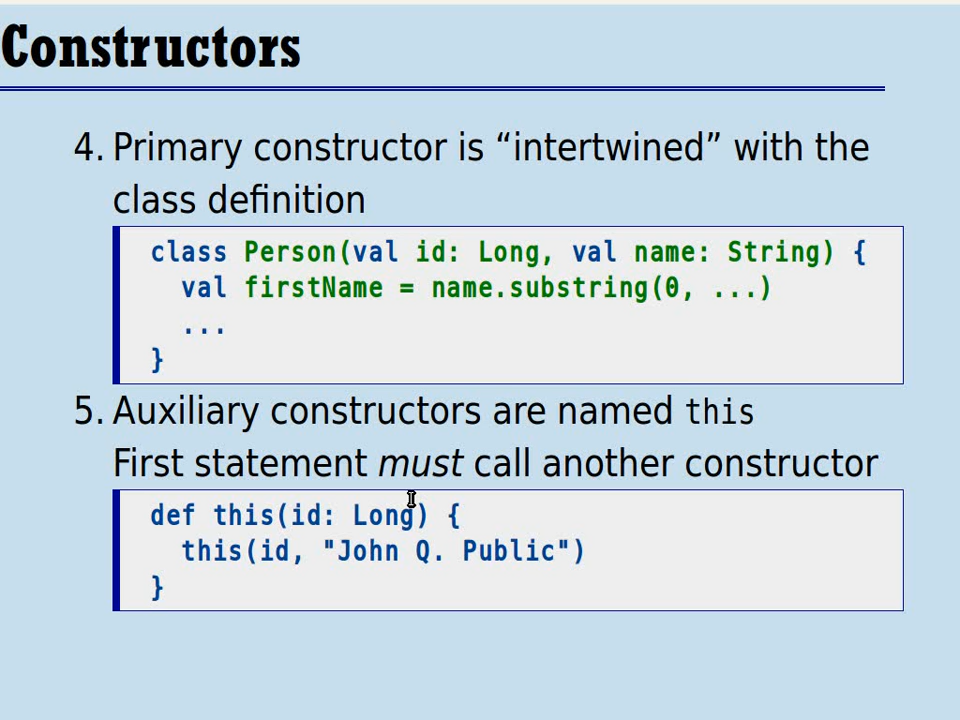 Constructors
4. Primary constructor is “intertwined” with the
class definition
class Person(val id: Long, val name: String) {
val firstName = name.substring(0, ...)
...
}
5. Auxiliary constructors are named this
First statement must call another constructor
def this(id: Long) {
this(id, "John Q. Public")
}